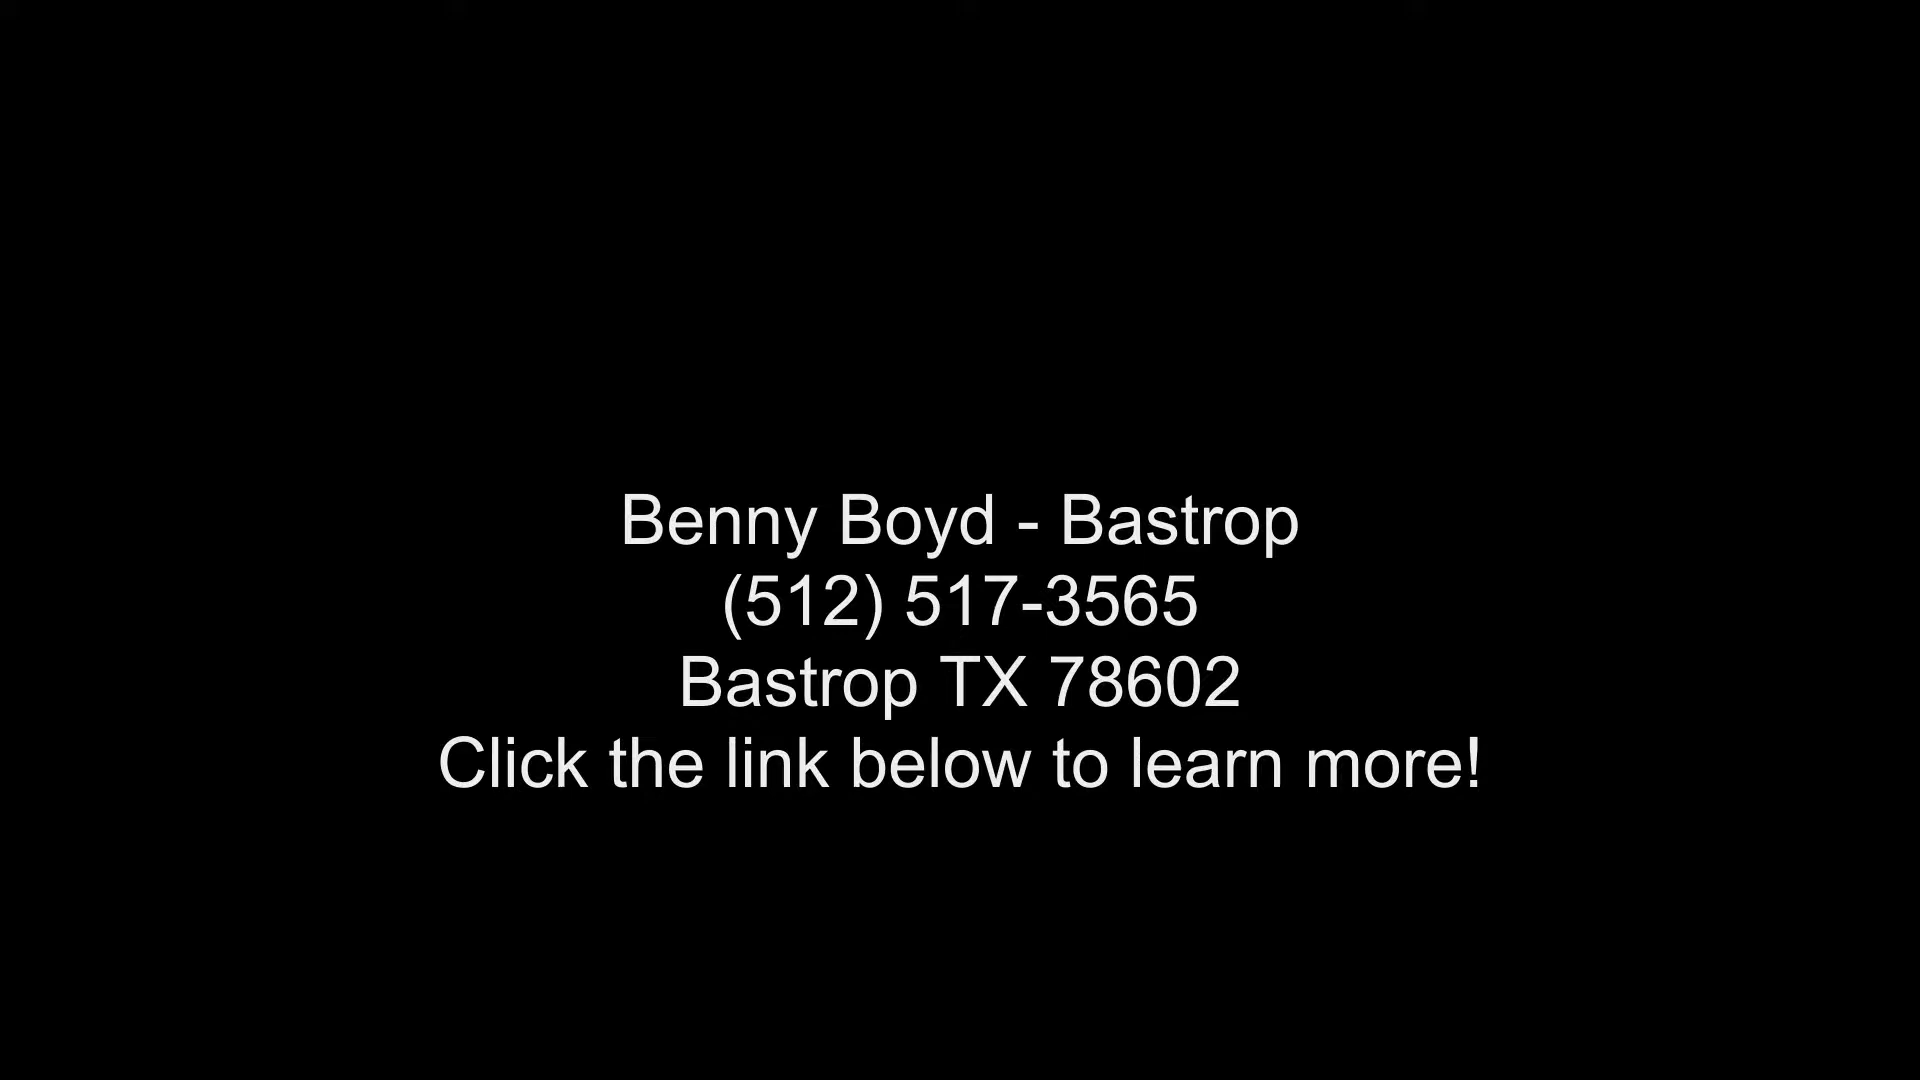 Benny Boyd - Bastrop
(512) 517-3565
Bastrop TX 78602
Click the link below to learn more!